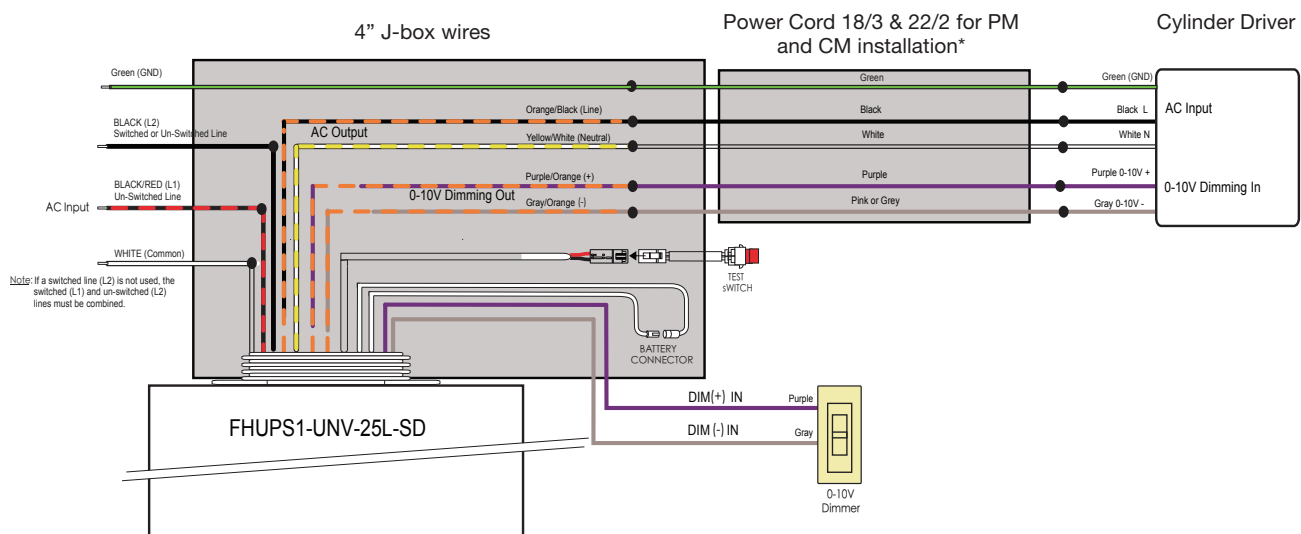 4” J-box wires
Power Cord 18/3 & 22/2 for PM
and CM installation*
Cylinder Driver
Green (GND)
Green
Green (GND)
BLACK (L2)
Switched or Un-Switched Line
Orange/Black (Line)
Black
Black L
AC Input
AC Output
Yellow/White (Neutral)
White
White N
BLACK/RED (L1)
Un-Switched Line
AC Input
Purple/Orange (+)
Purple
Purple 0-10V +
0-10V Dimming Out
0-10V Dimming In
Gray/Orange (-)
Pink or Grey
Gray 0-10V -
WHITE (Common)
Note: If a switched line (L2) is not used, the
switched (L1) and un-switched (L2)
lines must be combined.
TEST
sWITCH
BATTERY
CONNECTOR
DIM(+) IN
Purple
DIM (-) IN
Gray
FHUPS1-UNV-25L-SD
0-10V
Dimmer